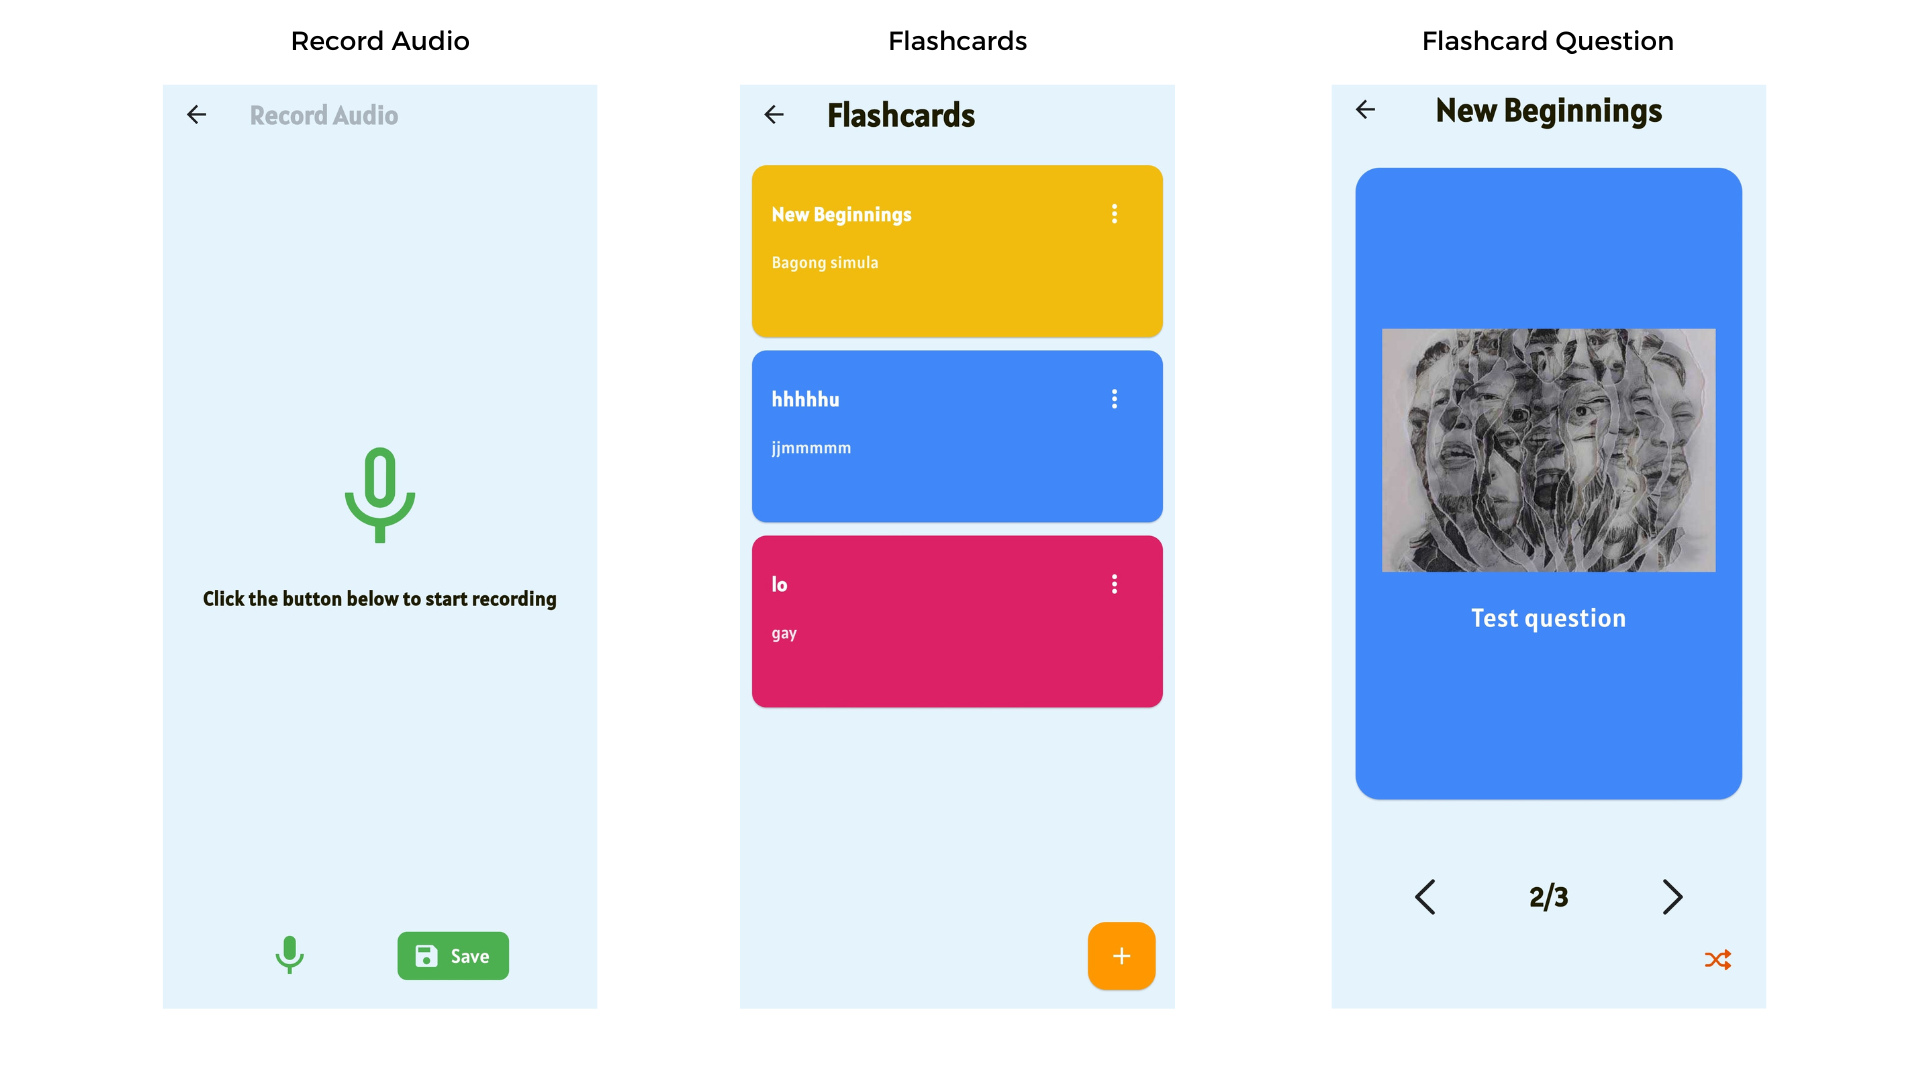 Record Audio
Record Audio
Click the button below to start recording
Save
Flashcards
Flashcards
New Beginnings
Bagong simula
hhhhhu
jjmmmmm
lo
gay
Flashcard Question
New Beginnings
Test question
2/3